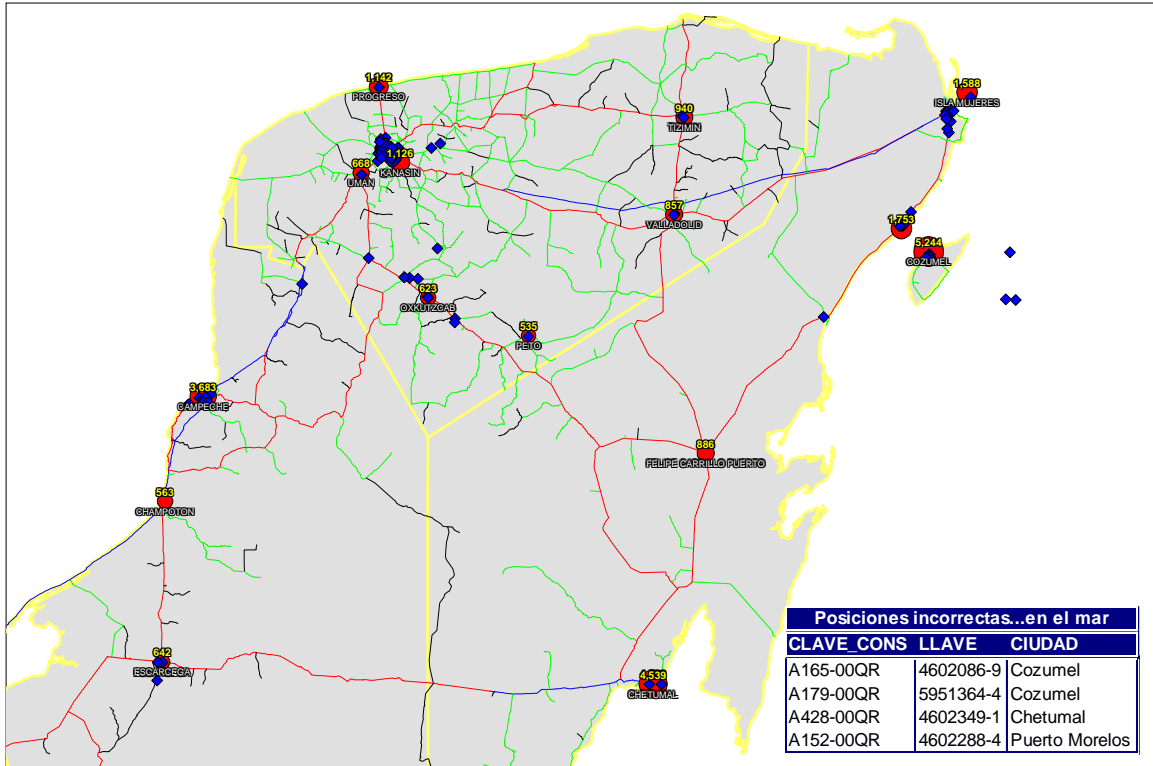 1,142
PROGRESO
1,588
ISLA MUJERES
940
TIZIMIN
1,126
KANASIN
668
UMAN
857
VALLADOLID
1,753
5,244
COZUMEL
623
OXKUTZCAB
535
PETO
3,683
CAMPECHE
886
FELIPE CARRILLO PUERTO
563
CHAMPOTON
642
ESCARCEGA
4,539
CHETUMAL
Posiciones incorrectas...en el mar
CLAVE_CONS LLAVE CIUDAD
A165-00QR 4602086-9 Cozumel
A179-00QR 5951364-4 Cozumel
A428-00QR 4602349-1 Chetumal
A152-00QR 4602288-4 Puerto Morelos